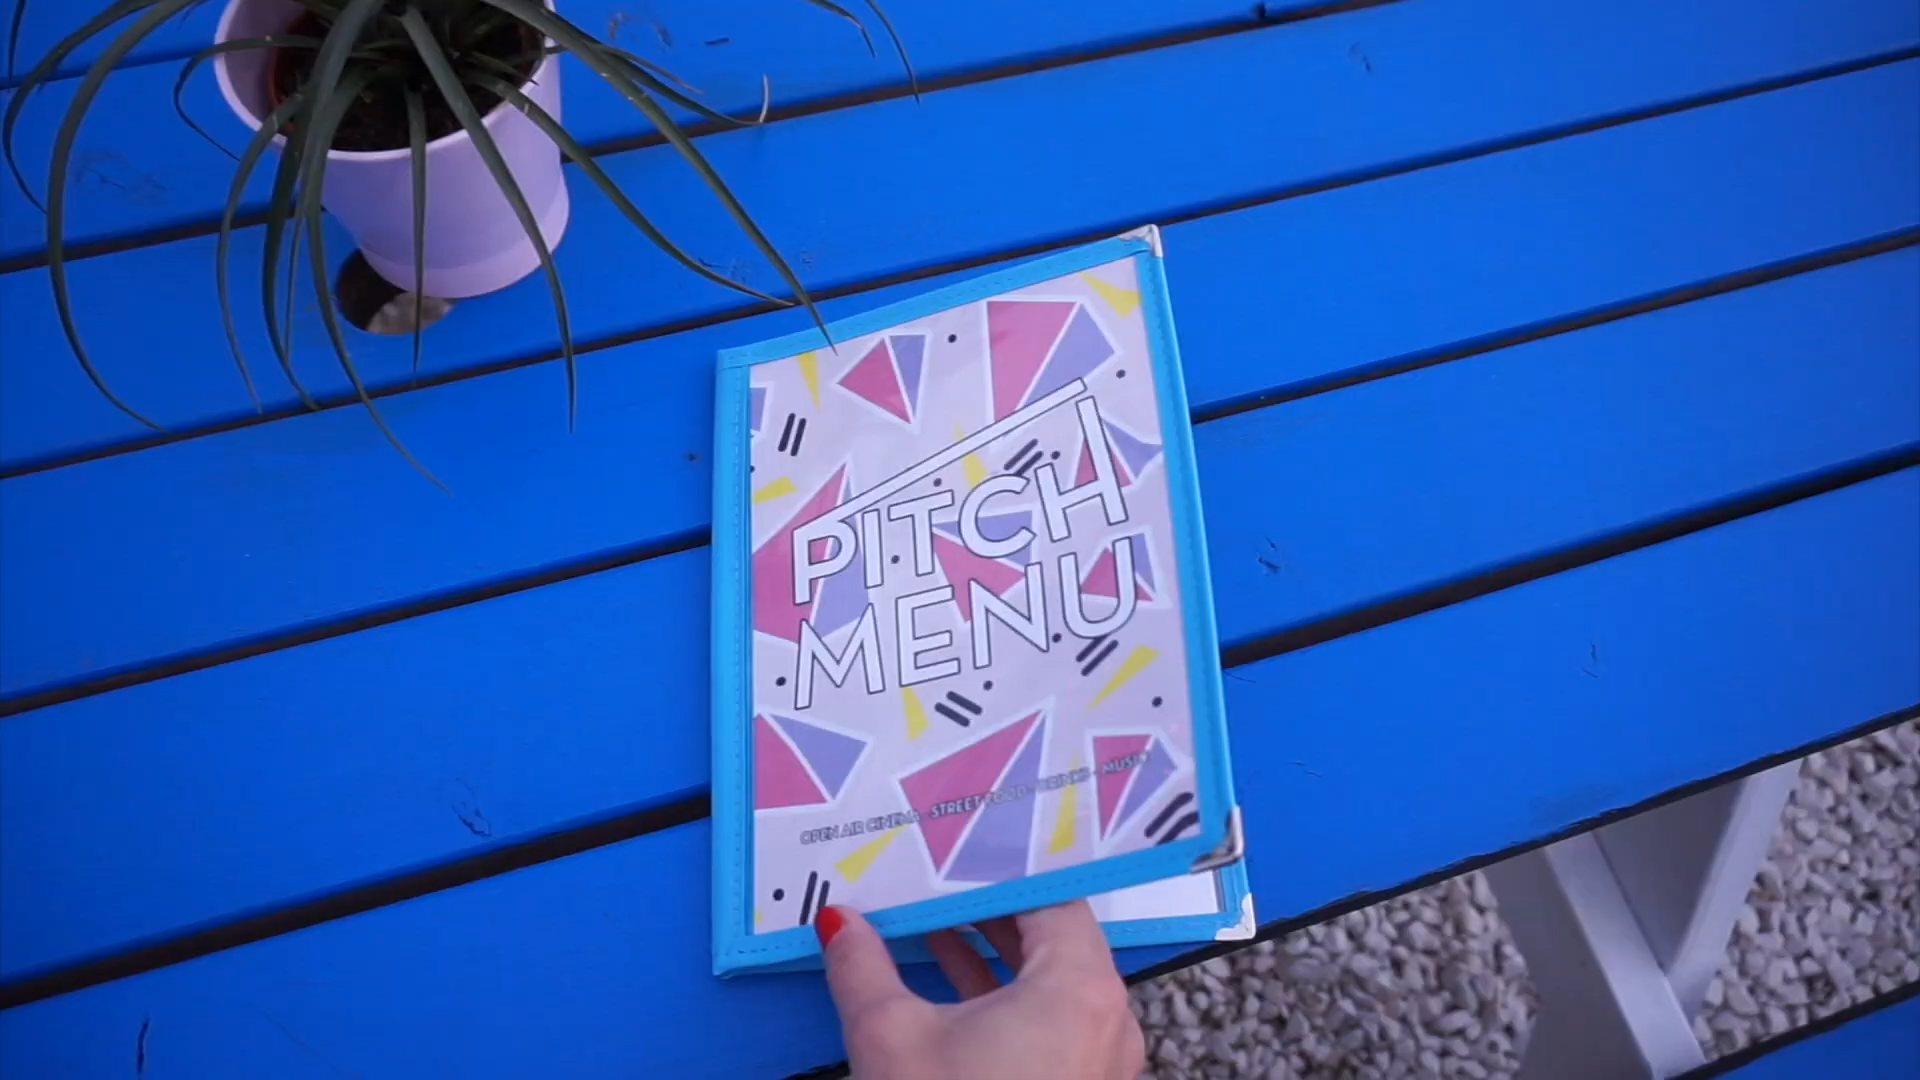 PITCH
MENU
OPEN AIR CINEMA - STREET FOOD - DRINKS - MUSIC